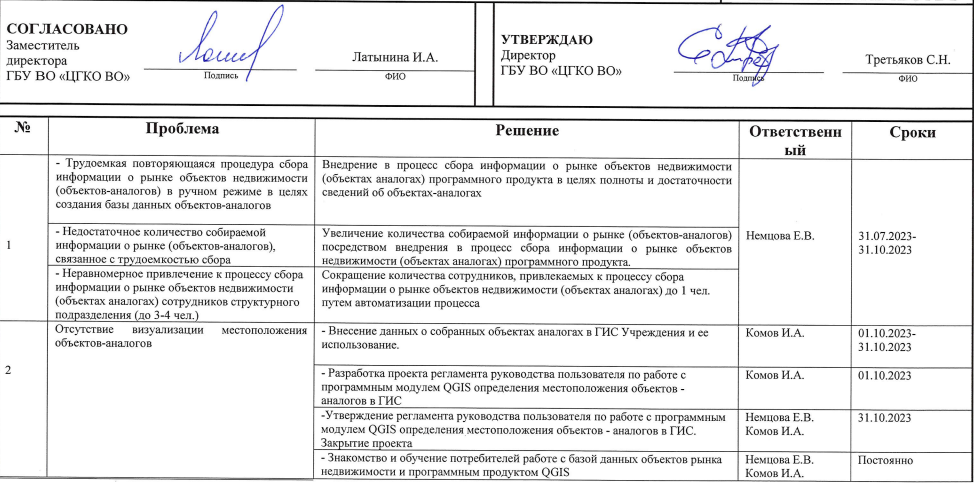 СОГЛАСОВАНО
Заместитель
директора
ГБУ ВО «ЦГКО ВО»
Подпись
Латынина И.А.
ФИО
УТВЕРЖДАЮ
Директор
ГБУ ВО «ЦГКО ВО»
Подпись
Третьяков С.Н.
ФИО
№
Проблема
Решение
Ответственн
ый
Сроки
1
- Трудоемкая повторяющаяся процедура сбора
информации о рынке объектов недвижимости
(объектов-аналогов) в ручном режиме в целях
создания базы данных объектов-аналогов
Внедрение в процесс сбора информации о рынке объектов недвижимости
(объектах аналогах) программного продукта в целях полноты и достаточности
сведений об объектах-аналогах
- Недостаточное количество собираемой
информации о рынке (объектов-аналогов),
связанное с трудоемкостью сбора
Увеличение количества собираемой информации о рынке (объектов-аналогов)
посредством внедрения в процесс сбора информации о рынке объектов
недвижимости (объектах аналогах) программного продукта.
- Неравномерное привлечение к процессу сбора
информации о рынке объектов недвижимости
(объектах аналогах) сотрудников структурного
подразделения (до 3-4 чел.)
Сокращение количества сотрудников, привлекаемых к процессу сбора
информации о рынке объектов недвижимости (объектах аналогах) до 1 чел.
путем автоматизации процесса
Немцова Е.В.
31.07.2023-
31.10.2023
2
Отсутствие визуализации местоположения
объектов-аналогов
- Внесение данных о собранных объектах аналогах в ГИС Учреждения и ее
использование.
Комов И.А.
01.10.2023-
31.10.2023
- Разработка проекта регламента руководства пользователя по работе с
программным модулем QGIS определения местоположения объектов -
аналогов в ГИС
Комов И.А.
01.10.2023
-Утверждение регламента руководства пользователя по работе с программным
модулем QGIS определения местоположения объектов - аналогов в ГИС.
Закрытие проекта
Немцова Е.В.
Комов И.А.
31.10.2023
- Знакомство и обучение потребителей работе с базой данных объектов рынка
недвижимости и программным продуктом QGIS
Немцова Е.В.
Комов И.А.
Постоянно